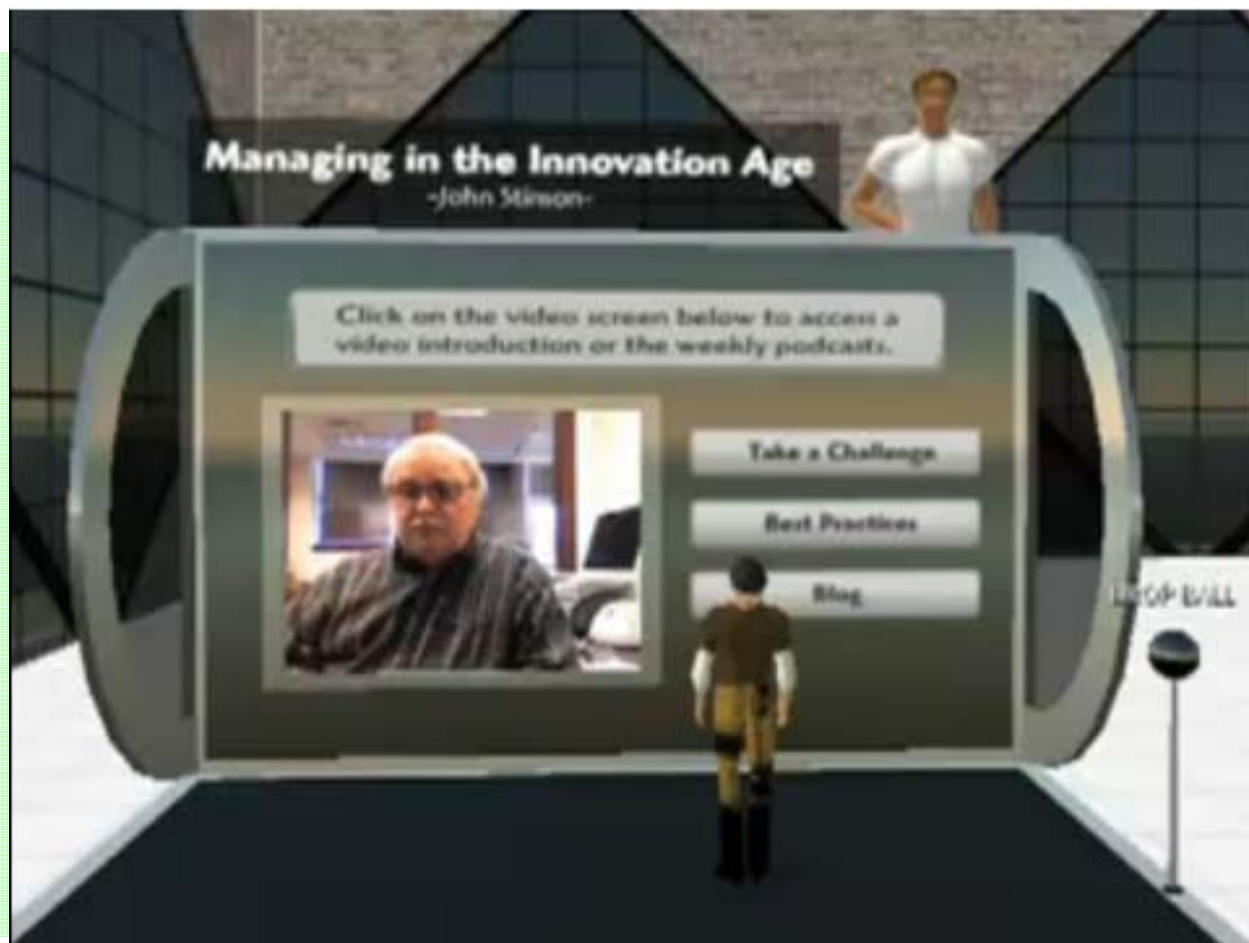 Managing in the Innovation Age
-John Stinson-
Click on the video screen below to access a
video introduction or the weekly podcasts.
Take a Challenge
Best Practices
Blog
BALL